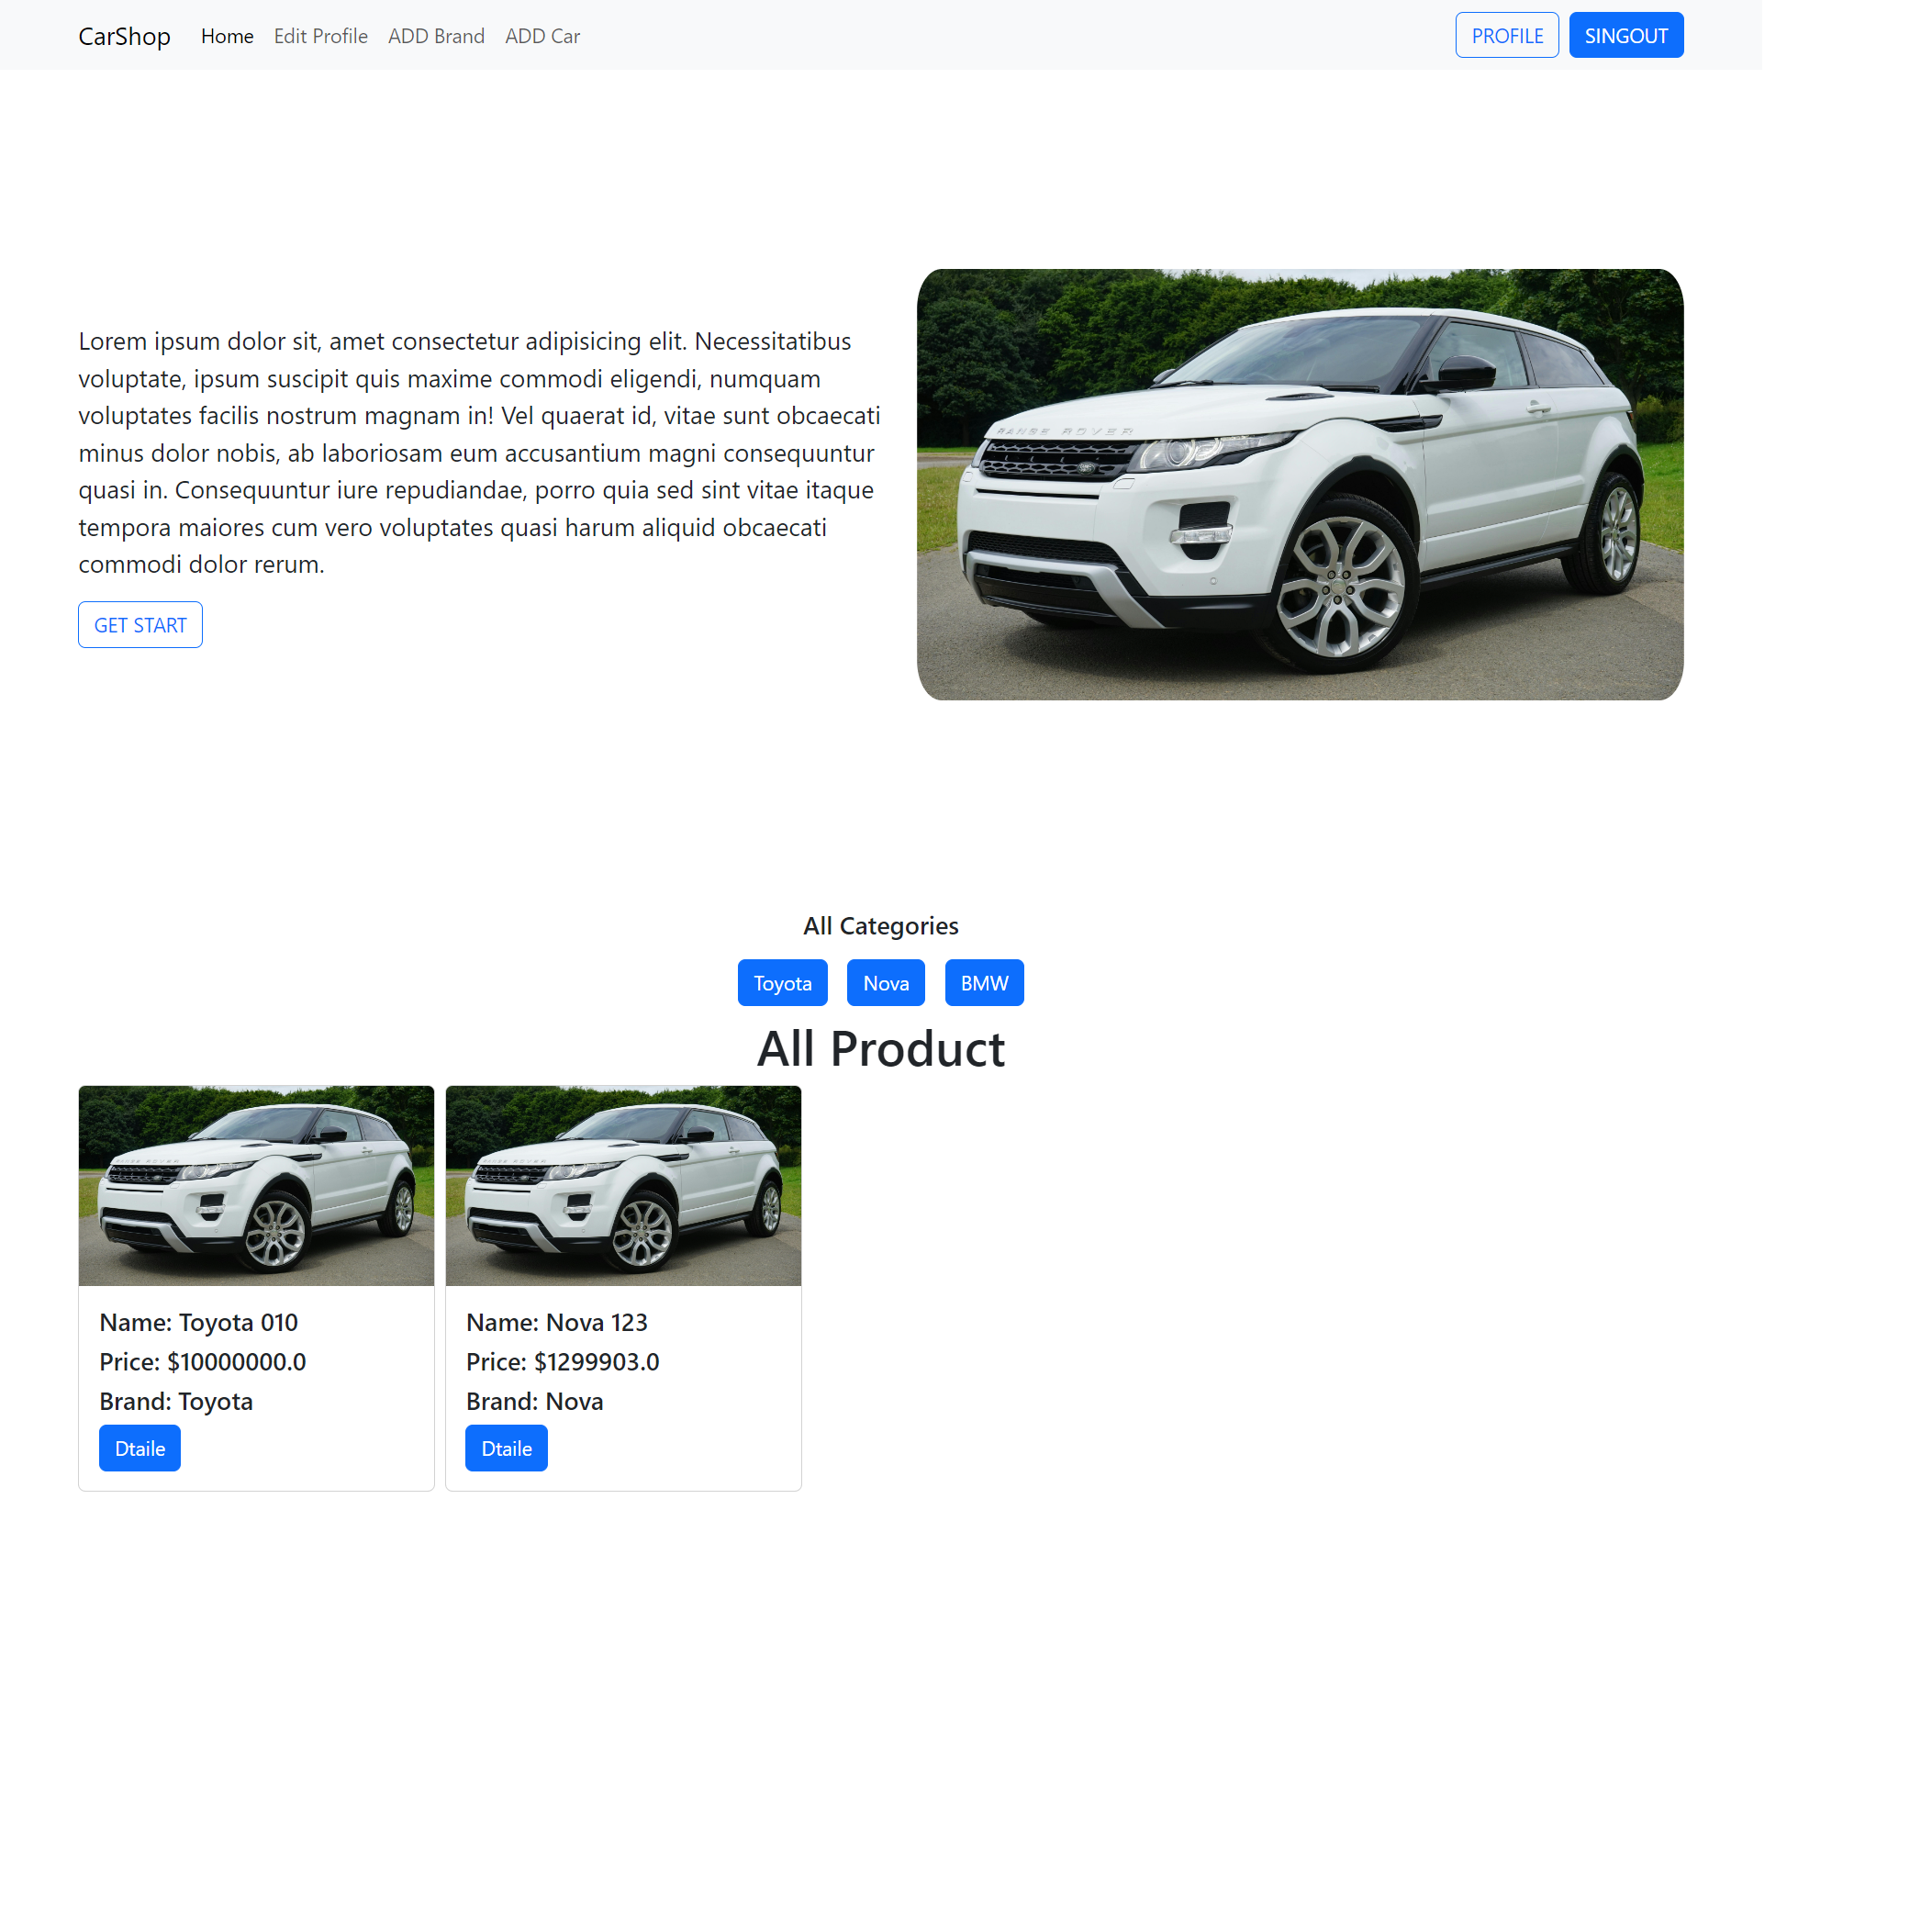 CarShop Home Edit Profile ADD Brand ADD Car PROFILE SINGOUT
Lorem ipsum dolor sit, amet consectetur adipisicing elit. Necessitatibus
voluptate, ipsum suscipit quis maxime commodi eligendi, numquam
voluptates facilis nostrum magnam in! Vel quaerat id, vitae sunt obcaecati
minus dolor nobis, ab laboriosam eum accusantium magni consequuntur
quasi in. Consequuntur iure repudiandae, porro quia sed sint vitae itaque
tempora maiores cum vero voluptates quasi harum aliquid obcaecati
commodi dolor rerum.
GET START
RANGE ROVER
All Categories
Toyota Nova BMW
All Product
RANGE ROVER
Name: Toyota 010
Price: $10000000.0
Brand: Toyota
Dtaile
RANGE ROVER
Name: Nova 123
Price: $1299903.0
Brand: Nova
Dtaile